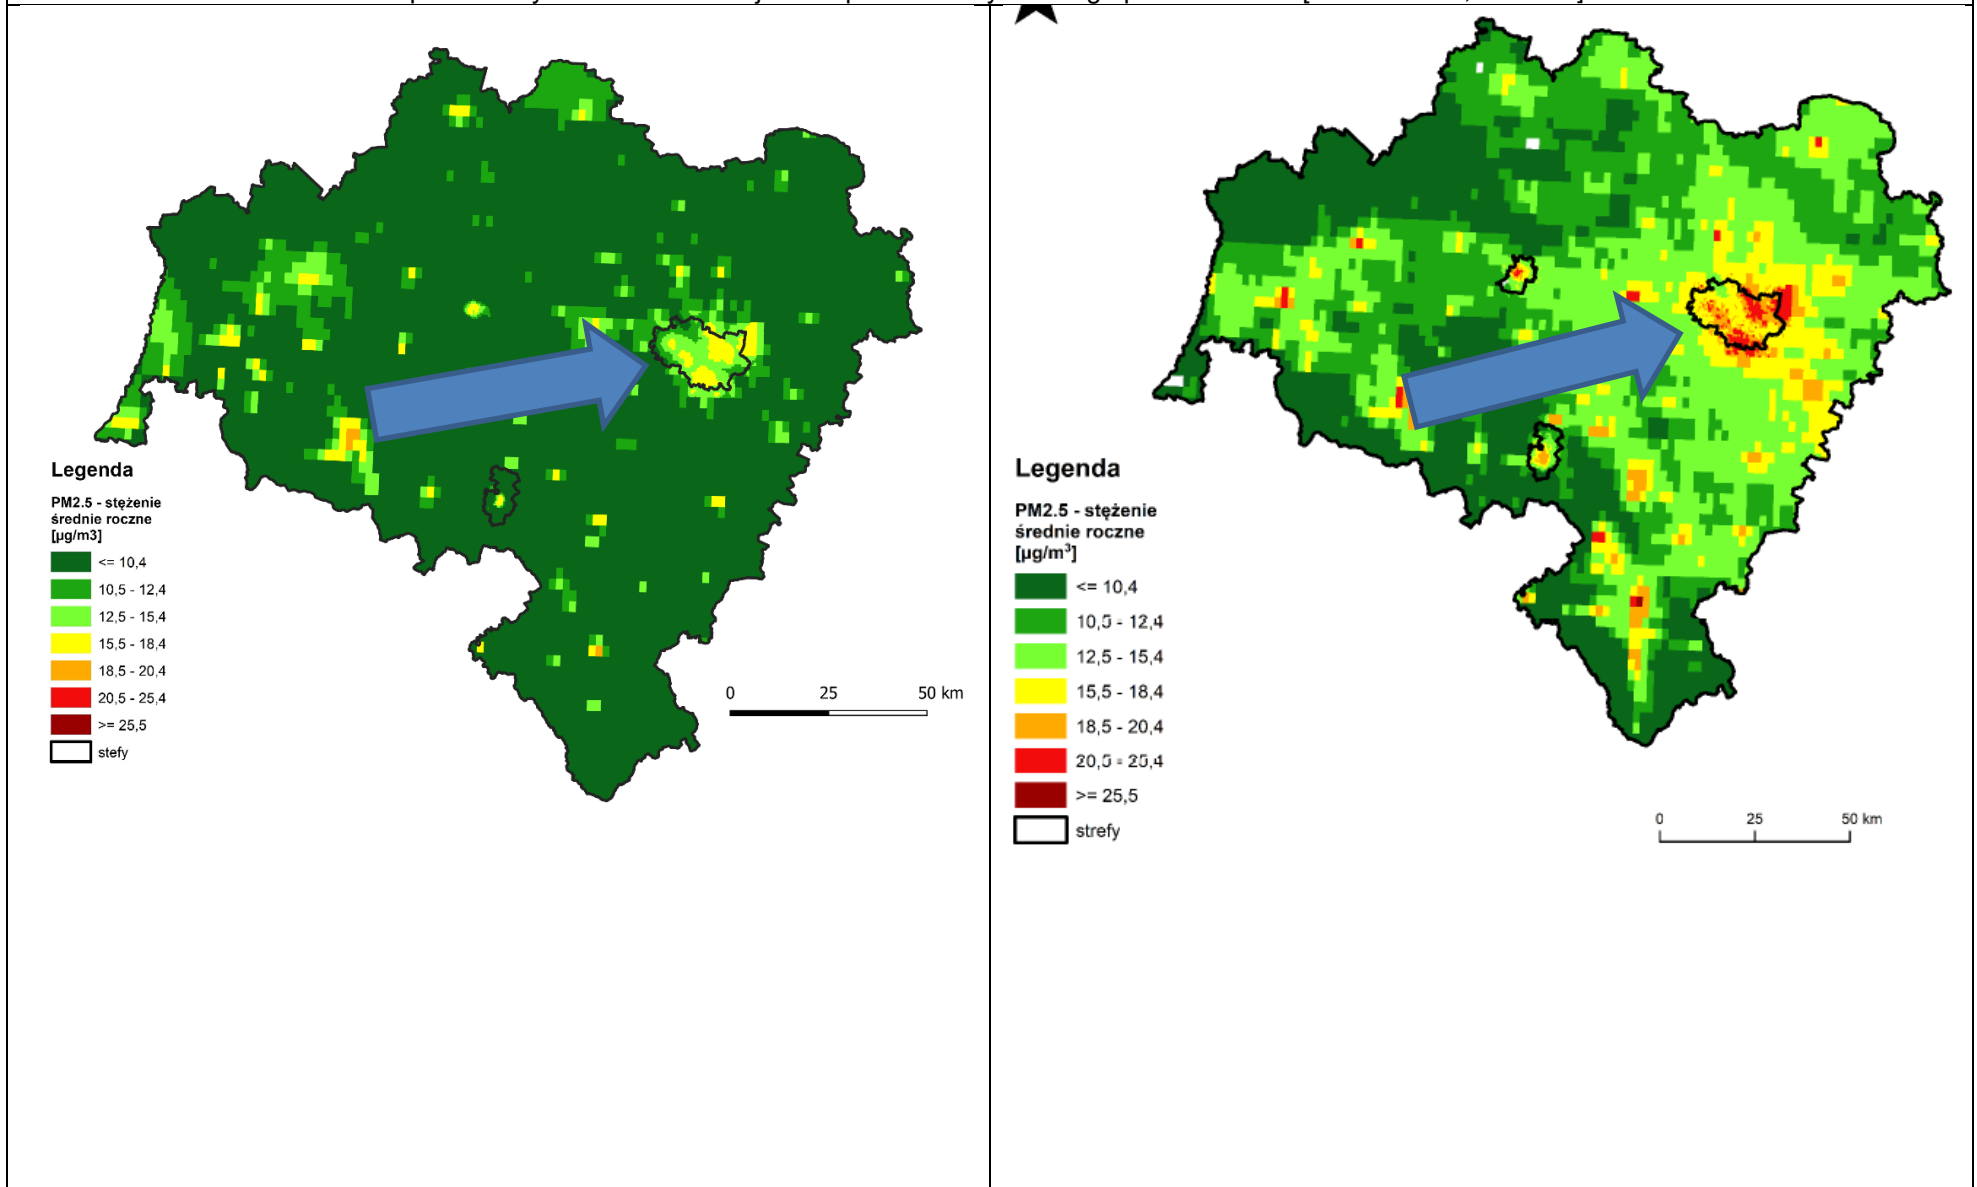 Legenda
PM2.5 - stężenie
średnie roczne
[µg/m3]
<= 10,4
10,5 - 12,4
12,5 - 15,4
15,5 - 18,4
18,5 - 20,4
20,5 - 25,4
>= 25,5
stefy
0 25 50 km
Legenda
PM2.5 - stężenie
średnie roczne
[µg/m³]
<= 10,4
10,5 - 12,4
12,5 - 15,4
15,5 - 18,4
18,5 - 20,4
20,5 - 25,4
>= 25,5
strefy
0 25 50 km